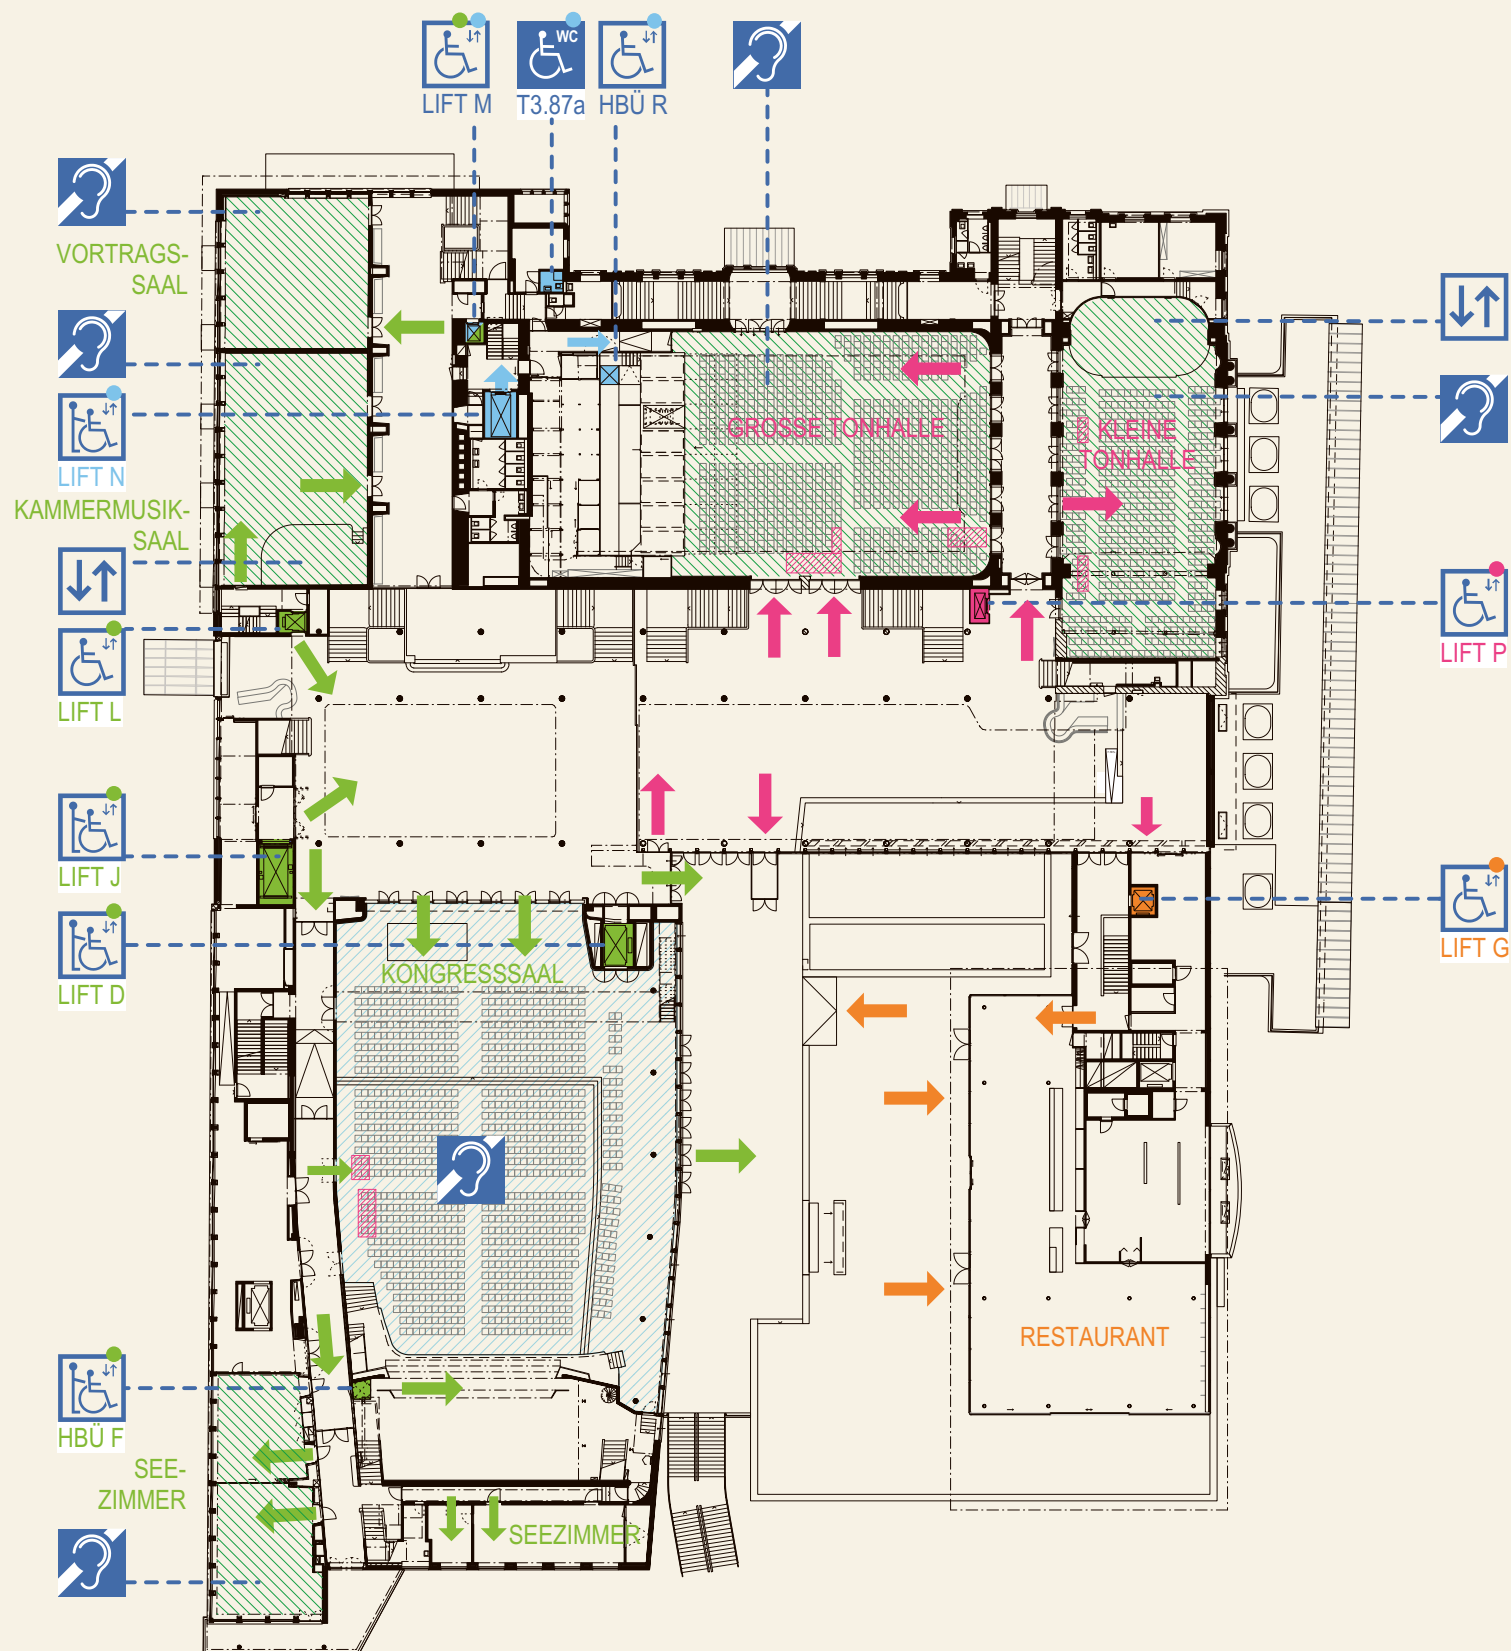 WC
LIFT M
T3.87a
HBÜ R
VORTRAGS-
SAAL
LIFT N
GROSSE TONHALLE
KLEINE
TONHALLE
KAMMERMUSIK-
SAAL
LIFT P
LIFT L
LIFT J
LIFT G
KONGRESSSAAL
LIFT D
RESTAURANT
HBÜ F
SEE-
ZIMMER
SEEZIMMER